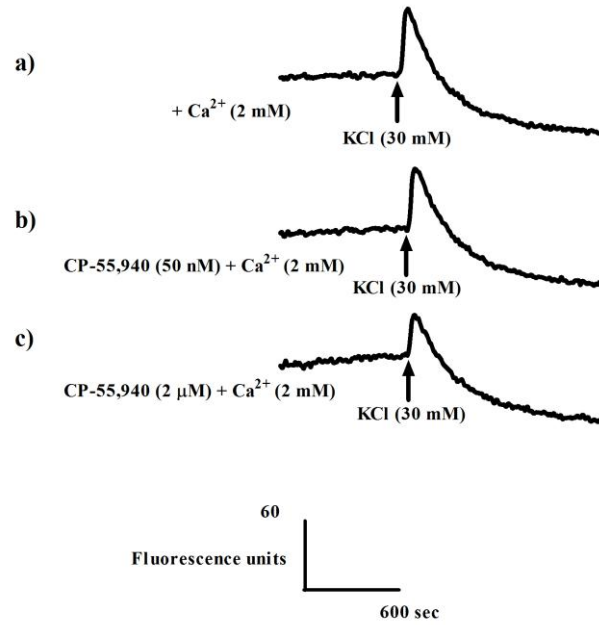 a)
+ Ca²⁺ (2 mM)
KCl (30 mM)
b)
CP-55,940 (50 nM) + Ca²⁺ (2 mM)
KCl (30 mM)
c)
CP-55,940 (2 μM) + Ca²⁺ (2 mM)
KCl (30 mM)
60
Fluorescence units
600 sec